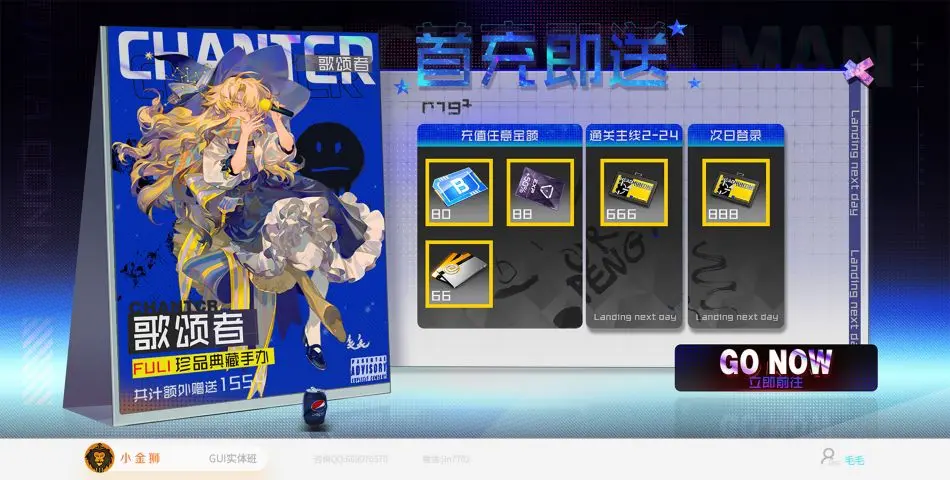 CHANTER
歌颂者
首充即送
MAN
充值任意金额
通关主线2-24
次日登录
80
88
666
888
66
Landing next day
Landing next day
Landing next day
Landing next day
CHANTER
歌颂者
FULI 珍品典藏手办
共计额外赠送
PARENTAL
ADVISORY
GO NOW
立即前往
小金狮
GUI实体班
毛毛